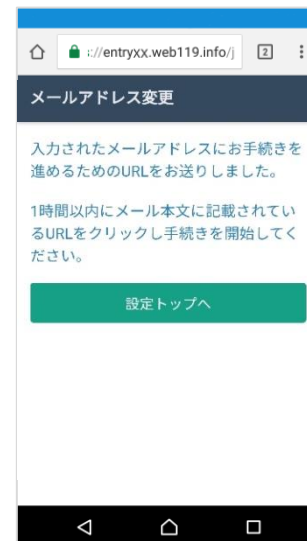 ://entryxx.web119.info/j
2
メールアドレス変更
入力されたメールアドレスにお手続きを
進めるためのURLをお送りしました。
1時間以内にメール本文に記載されてい
るURLをクリックし手続きを開始してく
ださい。
設定トップへ